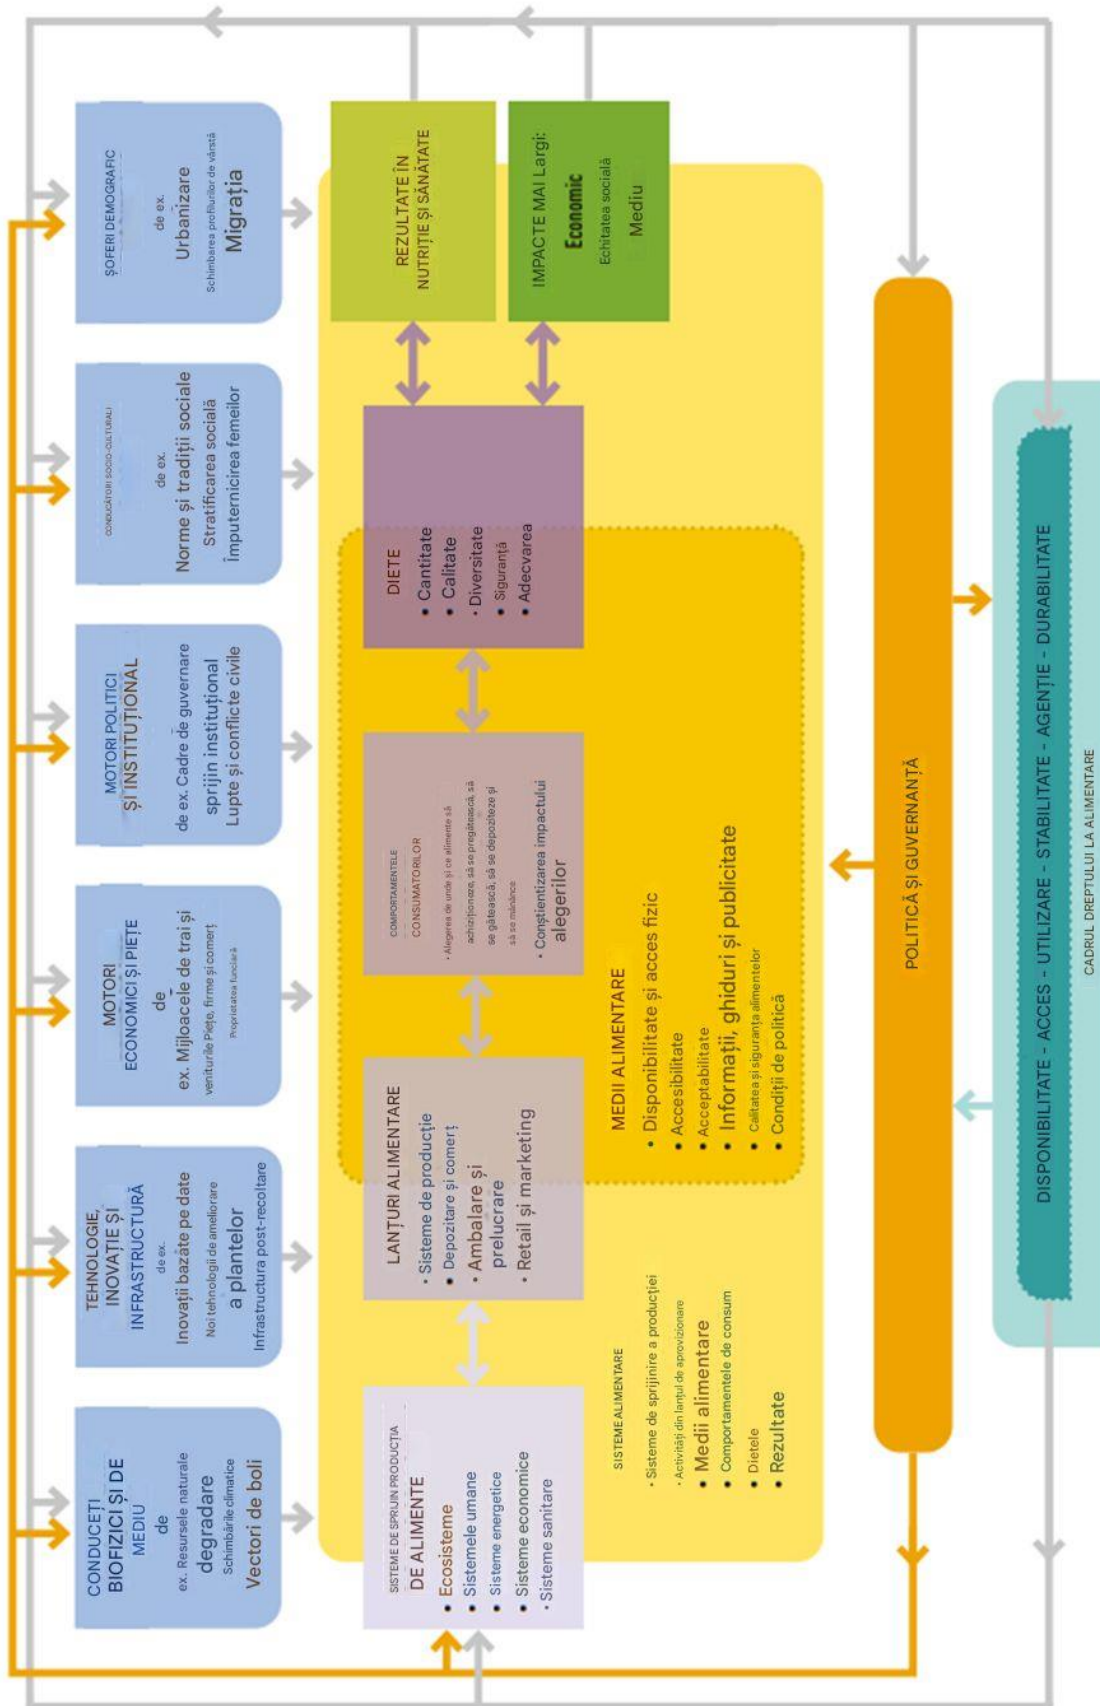 CONDUCEȚI
BIOFIZICI ȘI DE
MEDIU
de
ex. Resursele naturale
degradare
Schimbările climatice
Vectori de boli
TEHNOLOGIE,
INOVAȚIE ȘI
INFRASTRUCTURĂ
de ex.
Inovații bazate pe date
Noi tehnologii de ameliorare
a plantelor
Infrastructura post-recoltare
MOTORI
ECONOMICI ȘI PIEȚE
de
ex. Mijloacele de trai și
veniturile Piețe, firme și comerț
Proprietatea funciară
MOTORI POLITICI
ȘI INSTITUȚIONAL
de ex. Cadre de guvernare
sprijin instituțional
Lupte și conflicte civile
CONDUCĂTORI SOCIO-CULTURALI
de ex.
Norme și tradiții sociale
Stratificarea socială
împuternicirea femeilor
ȘOFERI DEMOGRAFIC
de ex.
Urbanizare
Schimbarea profilurilor de vârstă
Migrația
SISTEME DE SPRIJIN PRODUCȚIA
DE ALIMENTE
• Ecosisteme
• Sistemele umane
• Sisteme energetice
• Sisteme economice
• Sisteme sanitare
LANȚURI ALIMENTARE
• Sisteme de producție
• Depozitare și comerț
• Ambalare și
prelucrare
• Retail și marketing
COMPORTAMENTELE
CONSUMATORILOR
• Alegerea de unde și ce alimente să
achiziționeze, să se pregătească, să
se gătească, să se depoziteze și
să se mănânce
• Conștientizarea impactului
alegerilor
DIETE
• Cantitate
• Calitate
• Diversitate
• Siguranță
• Adecvarea
REZULTATE ÎN
NUTRIȚIE ȘI SĂNĂTATE
IMPACTE MAI Largi:
Economic
Echitatea socială
Mediu
SISTEME ALIMENTARE
• Sisteme de sprijinire a producției
• Activități din lanțul de aprovizionare
• Medii alimentare
• Comportamentele de consum
• Dietele
• Rezultate
MEDII ALIMENTARE
• Disponibilitate și acces fizic
• Accesibilitate
• Acceptabilitate
• Informații, ghiduri și publicitate
• Calitatea și siguranța alimentelor
• Condiții de politică
POLITICĂ ȘI GUVERNANȚĂ
DISPONIBILITATE - ACCES - UTILIZARE - STABILITATE - AGENȚIE - DURABILITATE
CADRUL DREPTULUI LA ALIMENTARE